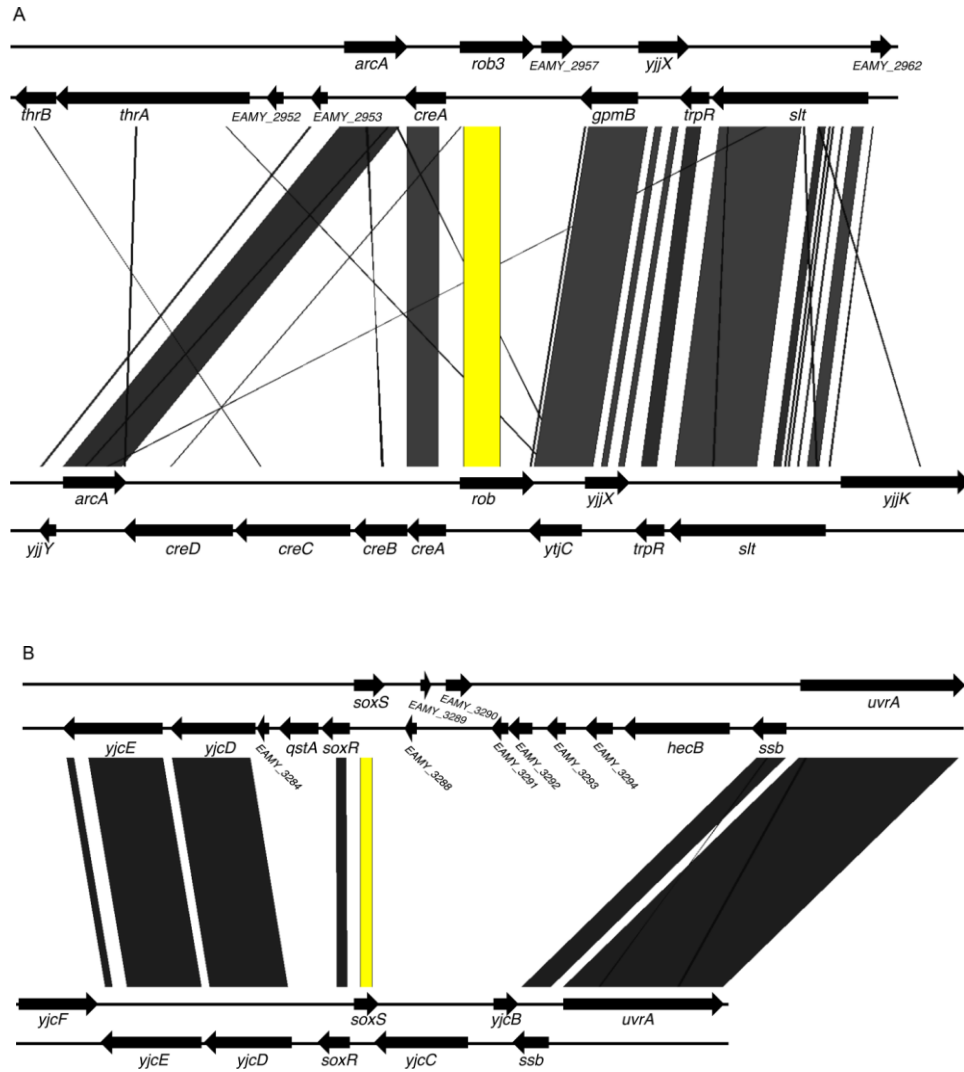 A
arcA rob3 EAMY_2957 yjjX EAMY_2962
thrB thrA EAMY_2952 EAMY_2953 creA gpmB trpR slt
arcA rob yjjX yjjK
yjjY creD creC creB creA ytjC trpR slt
B
soxS EAMY_3289 EAMY_3290 uvrA
yjcE yjcD EAMY_3284 qstA soxR EAMY_3288 EAMY_3291 EAMY_3292 EAMY_3293 EAMY_3294 hecB ssb
yjcF soxS yjcB uvrA
yjcE yjcD soxR yjcC ssb